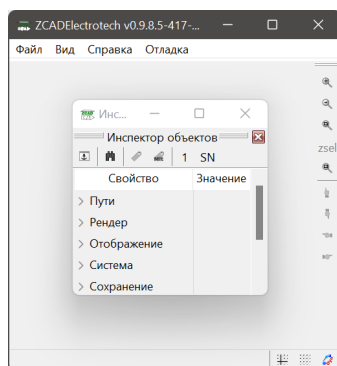 ZCADElectrotech v0.9.8.5-417-...
Файл Вид Справка Отладка
Инс...
Инспектор объектов
1 SN
Свойство Значение
Пути
Рендер
Отображение
Система
Сохранение
zsel